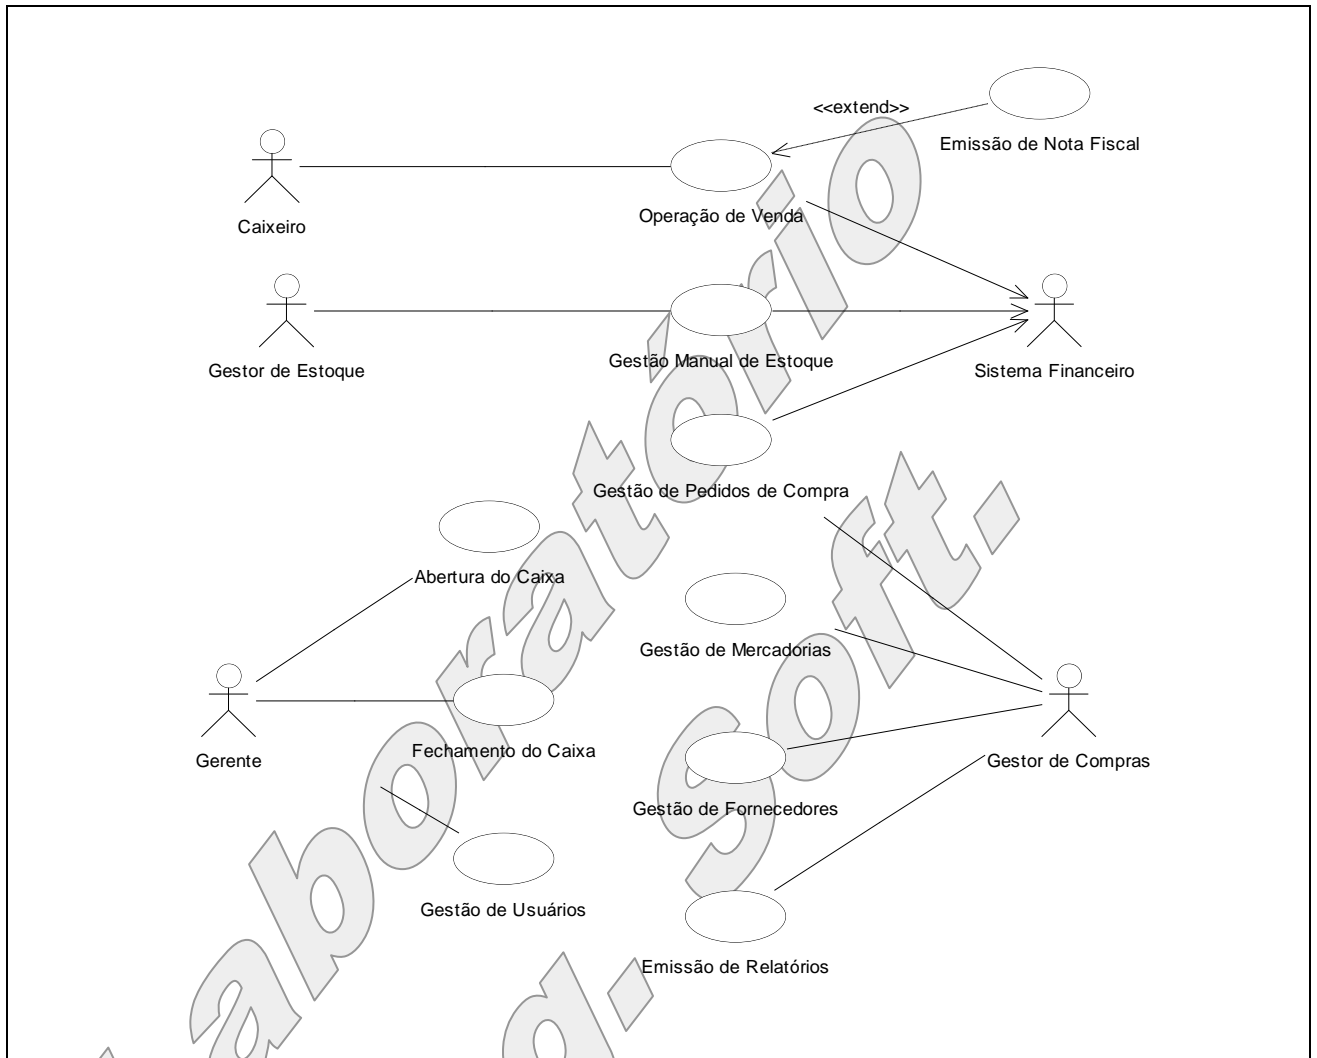 <<extend>>
Emissão de Nota Fiscal
Operação de Venda
Caixeiro
Gestão Manual de Estoque
Gestor de Estoque
Sistema Financeiro
Gestão de Pedidos de Compra
Abertura do Caixa
Gestão de Mercadorias
Fechamento do Caixa
Gerente
Gestor de Compras
Gestão de Fornecedores
Gestão de Usuários
Emissão de Relatórios
Laboratório
g. soft.